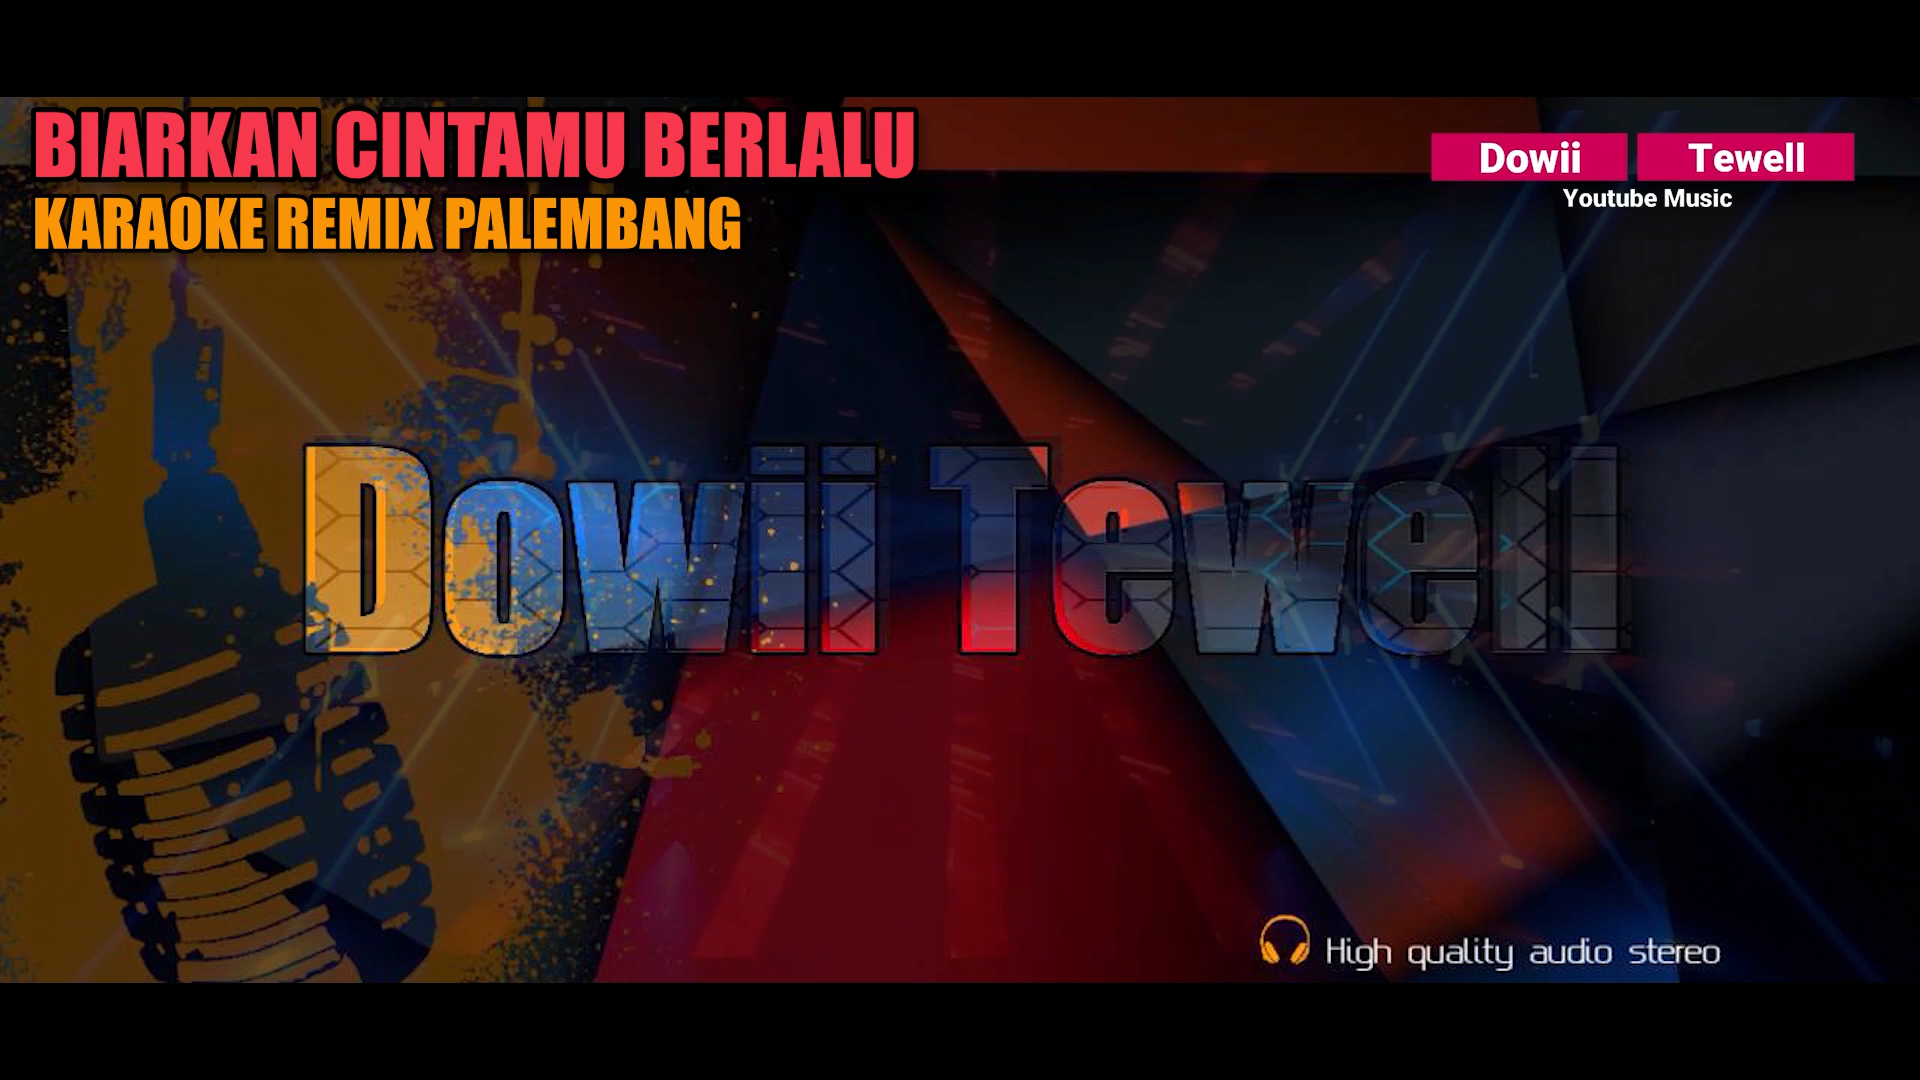 BIARKAN CINTAMU BERLALU
KARAOKE REMIX PALEMBANG
Dowii Tewell
Youtube Music
Dowii Tewell
High quality audio stereo